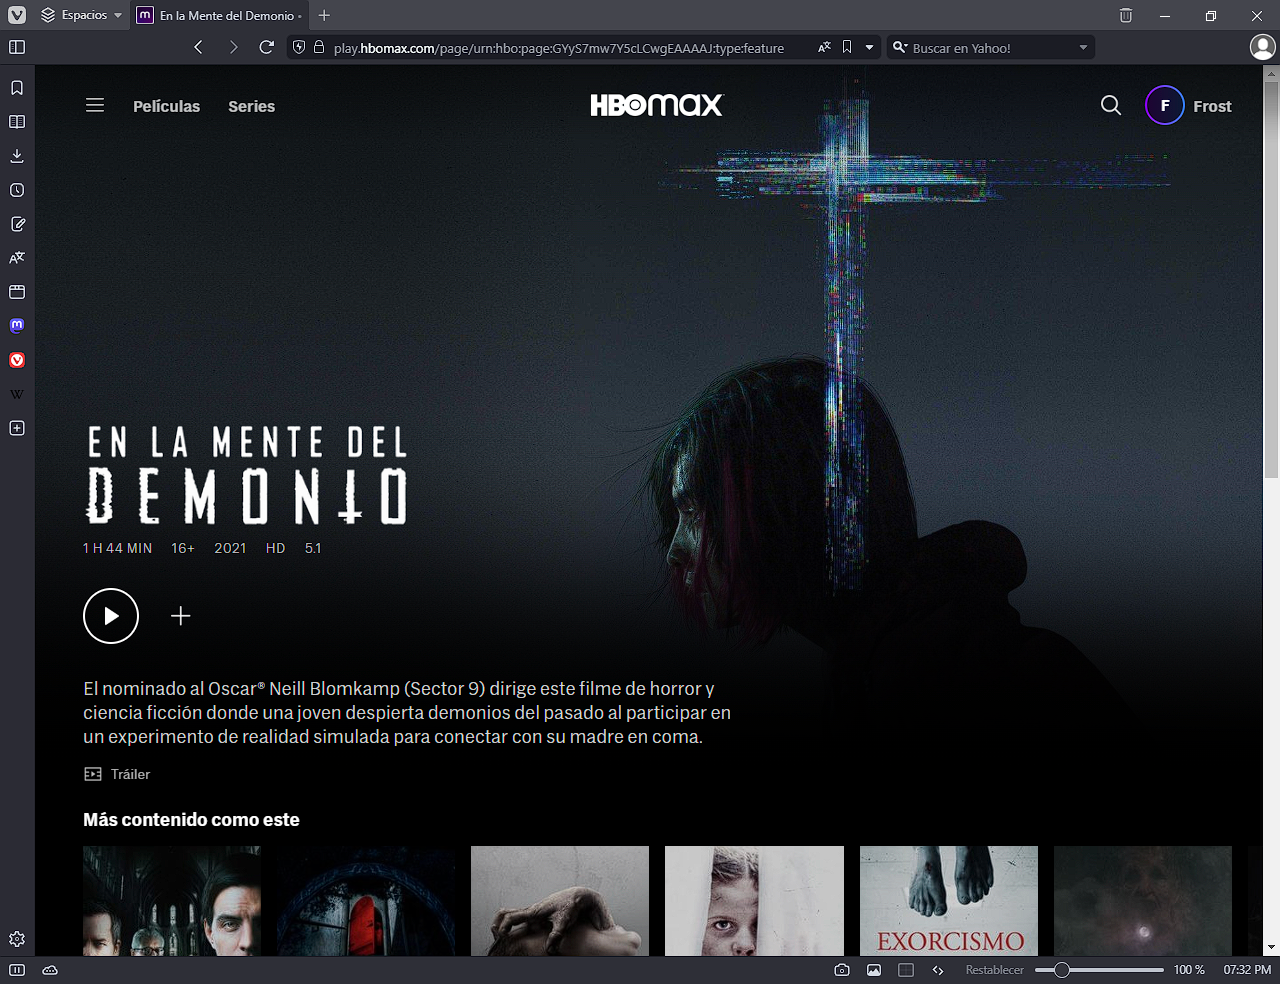 Espacios
En la Mente del Demonio •
play.hbomax.com/page/urn:hbo:page:GYyS7mw7Y5cLCwgEAAAAJ:type:feature
Buscar en Yahoo!
Películas
Series
HBOmax
F
Frost
EN LA MENTE DEL
DEMONIO
1 H 44 MIN 16+ 2021 HD 5.1
El nominado al Oscar® Neill Blomkamp (Sector 9) dirige este filme de horror y
ciencia ficción donde una joven despierta demonios del pasado al participar en
un experimento de realidad simulada para conectar con su madre en coma.
Tráiler
Más contenido como este
EXORCISMO
Restablecer
100 %
07:32 PM